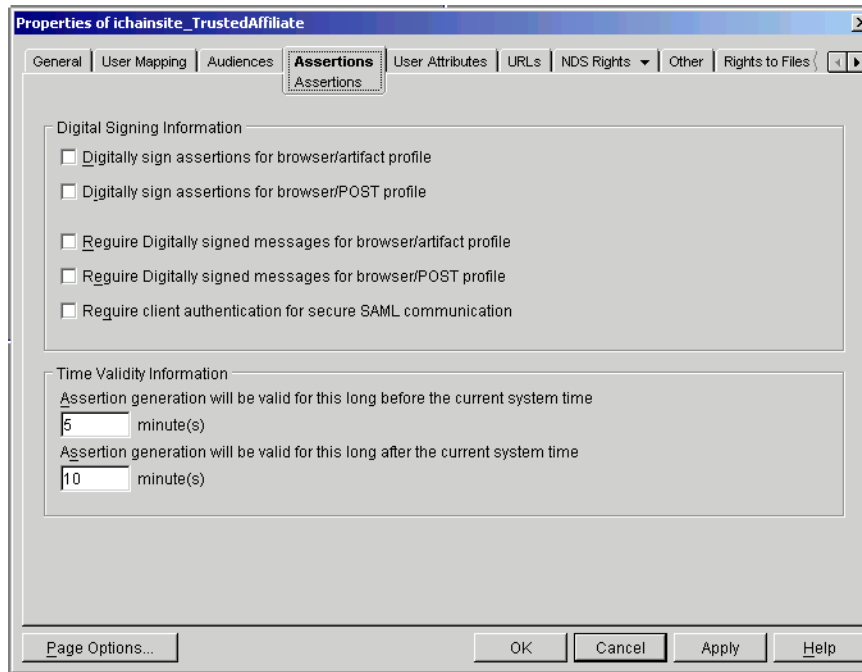 Properties of ichainsite_TrustedAffiliate
General User Mapping Audiences Assertions User Attributes URLs NDS Rights Other Rights to Files
Assertions
Digital Signing Information
Digitally sign assertions for browser/artifact profile
Digitally sign assertions for browser/POST profile
Reguire Digitally signed messages for browser/artifact profile
Reguire Digitally signed messages for browser/POST profile
Reguire client authentication for secure SAML communication
Time Validity Information
Assertion generation will be valid for this long before the current system time
5 minute(s)
Assertion generation will be valid for this long after the current system time
10 minute(s)
Page Options... OK Cancel Apply Help